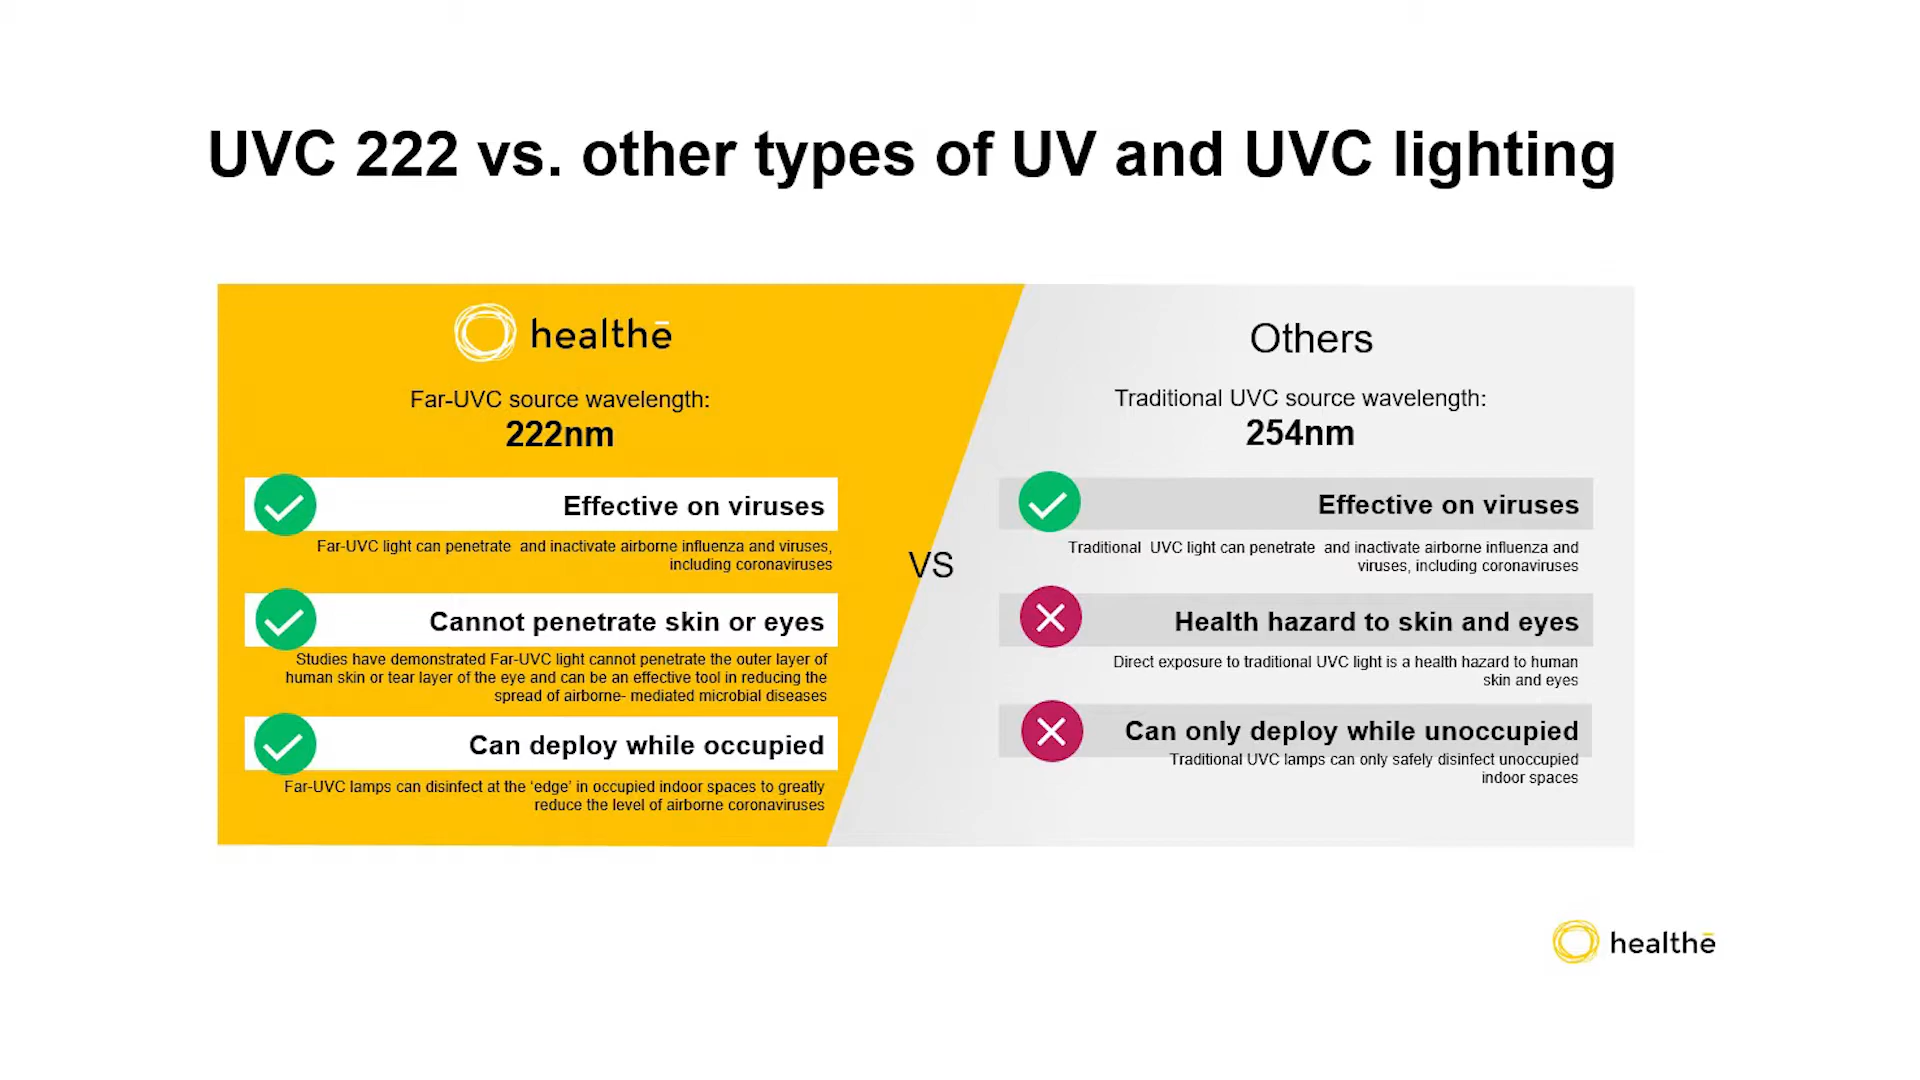 UVC 222 vs. other types of UV and UVC lighting
healthē
Far-UVC source wavelength:
222nm
Effective on viruses
Far-UVC light can penetrate and inactivate airborne influenza and viruses,
including coronaviruses
Cannot penetrate skin or eyes
Studies have demonstrated Far-UVC light cannot penetrate the outer layer of
human skin or tear layer of the eye and can be an effective tool in reducing the
spread of airborne- mediated microbial diseases
Can deploy while occupied
Far-UVC lamps can disinfect at the ‘edge’ in occupied indoor spaces to greatly
reduce the level of airborne coronaviruses
VS
Others
Traditional UVC source wavelength:
254nm
Effective on viruses
Traditional UVC light can penetrate and inactivate airborne influenza and
viruses, including coronaviruses
Health hazard to skin and eyes
Direct exposure to traditional UVC light is a health hazard to human
skin and eyes
Can only deploy while unoccupied
Traditional UVC lamps can only safely disinfect unoccupied
indoor spaces
healthē